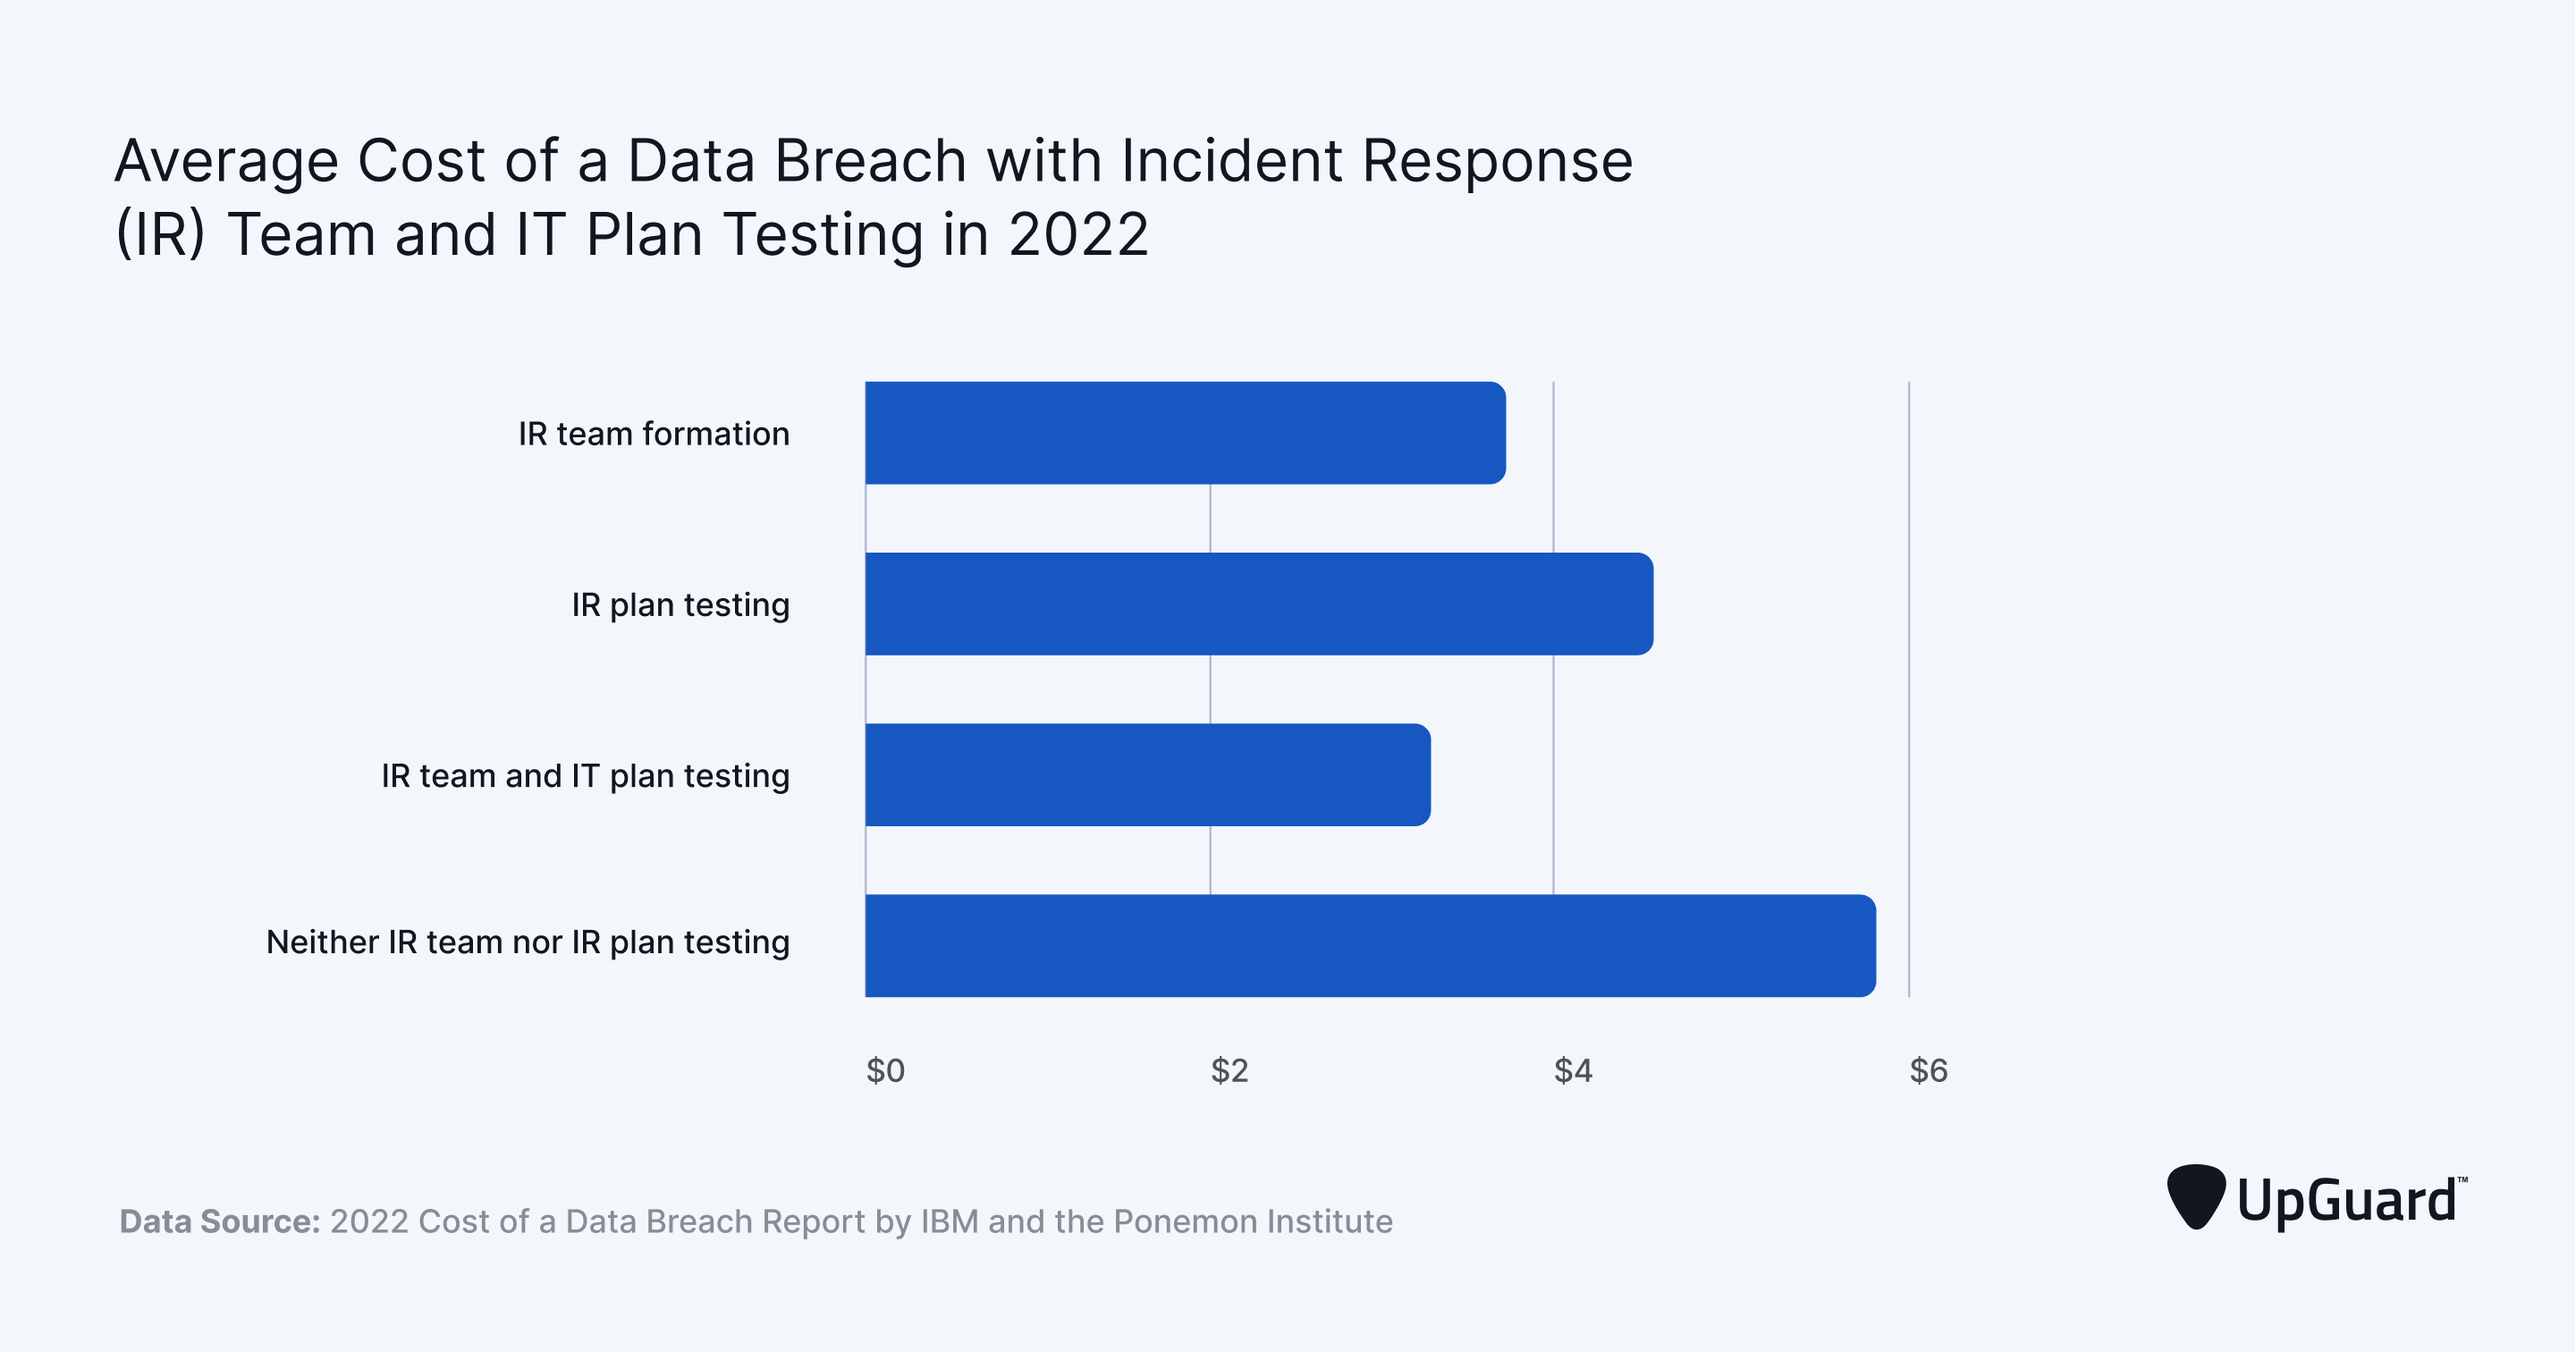 Average Cost of a Data Breach with Incident Response
(IR) Team and IT Plan Testing in 2022
IR team formation
IR plan testing
IR team and IT plan testing
Neither IR team nor IR plan testing
$0 $2 $4 $6
Data Source: 2022 Cost of a Data Breach Report by IBM and the Ponemon Institute
UpGuard™